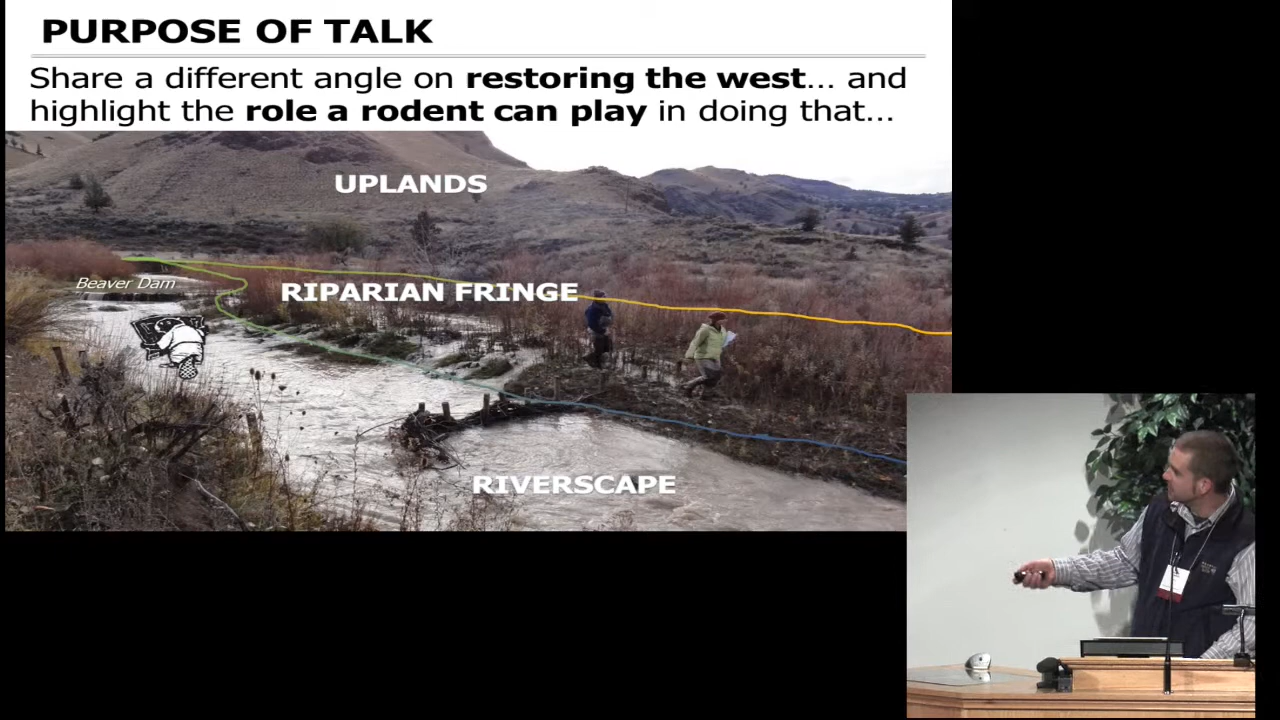 PURPOSE OF TALK
Share a different angle on restoring the west... and
highlight the role a rodent can play in doing that...
UPLANDS
Beaver Dam
RIPARIAN FRINGE
RIVERSCAPE